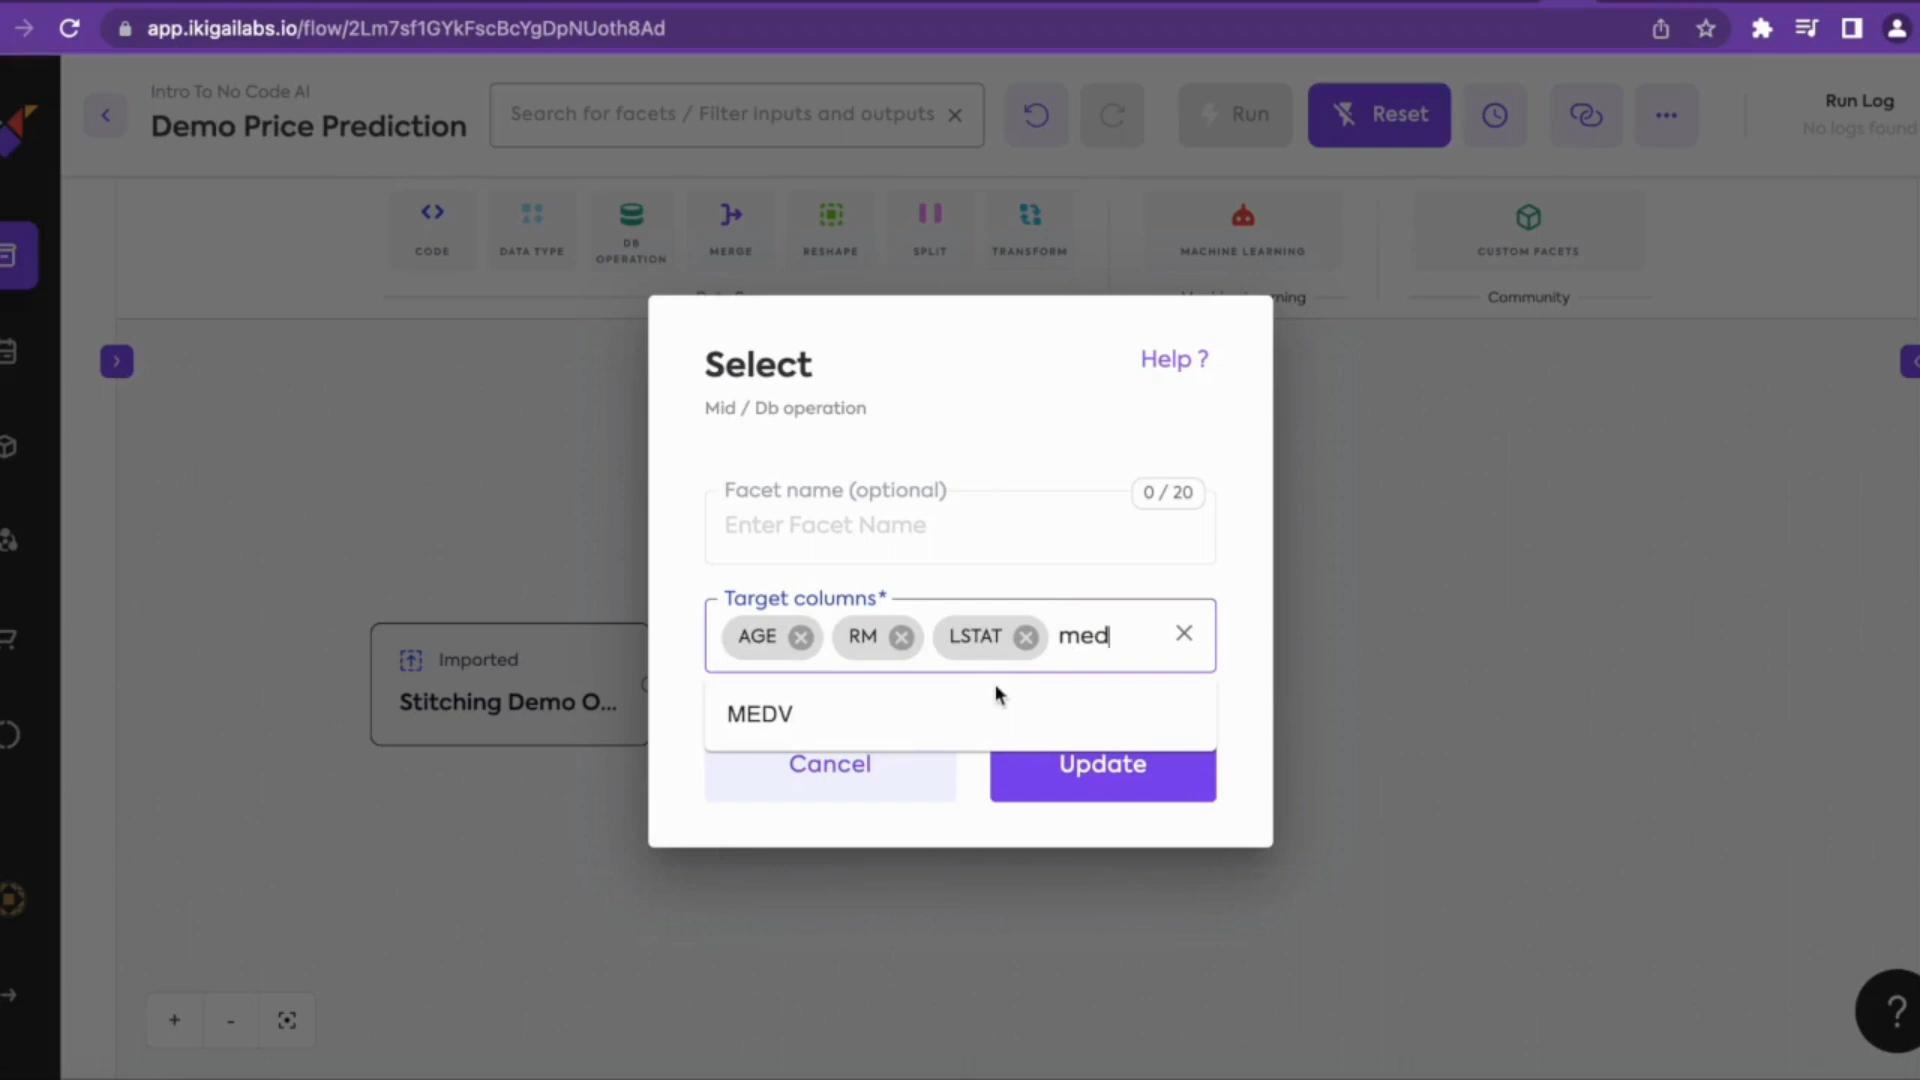 app.ikigailabs.io/flow/2Lm7sf1GYkFscBcYgDpNUoth8Ad
Intro To No Code AI
Demo Price Prediction
Search for facets / Filter inputs and outputs
Run
Reset
Run Log
No logs found
CODE
DATA TYPE
DB
OPERATION
MERGE
RESHAPE
SPLIT
TRANSFORM
MACHINE LEARNING
CUSTOM FACETS
Community
Select
Help ?
Mid / Db operation
Facet name (optional)
0 / 20
Enter Facet Name
Target columns*
AGE
RM
LSTAT
med
MEDV
Cancel
Update
Imported
Stitching Demo O...
+
-
?